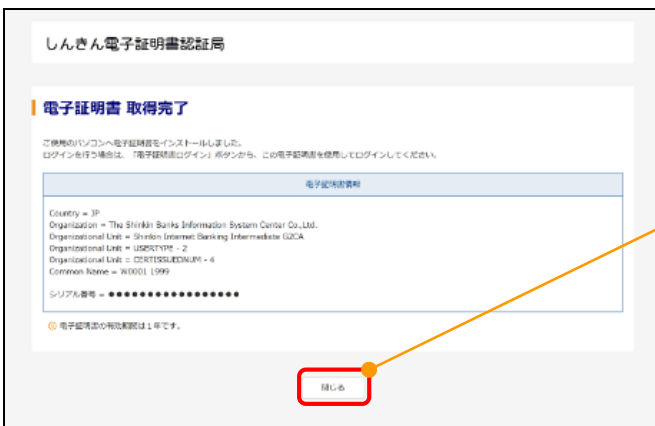 しんきん電子証明書認証局
電子証明書 取得完了
ご使用のパソコンへ電子証明書をインストールしました。
ログインを行う場合は、「電子証明書ログイン」ボタンから、この電子証明書を使用してログインしてください。
電子証明書情報
Country = JP
Organization = The Shinkin Banks Information System Center Co.,Ltd.
Organizational Unit = Shinkin Internet Banking Intermediate G2CA
Organizational Unit = USERTYPE - 2
Organizational Unit = CERTISSUEDNUM - 4
Common Name = W0001 1999
シリアル番号 = ●●●●●●●●●●●●●●●●●
電子証明書の有効期限は1年です。
閉じる